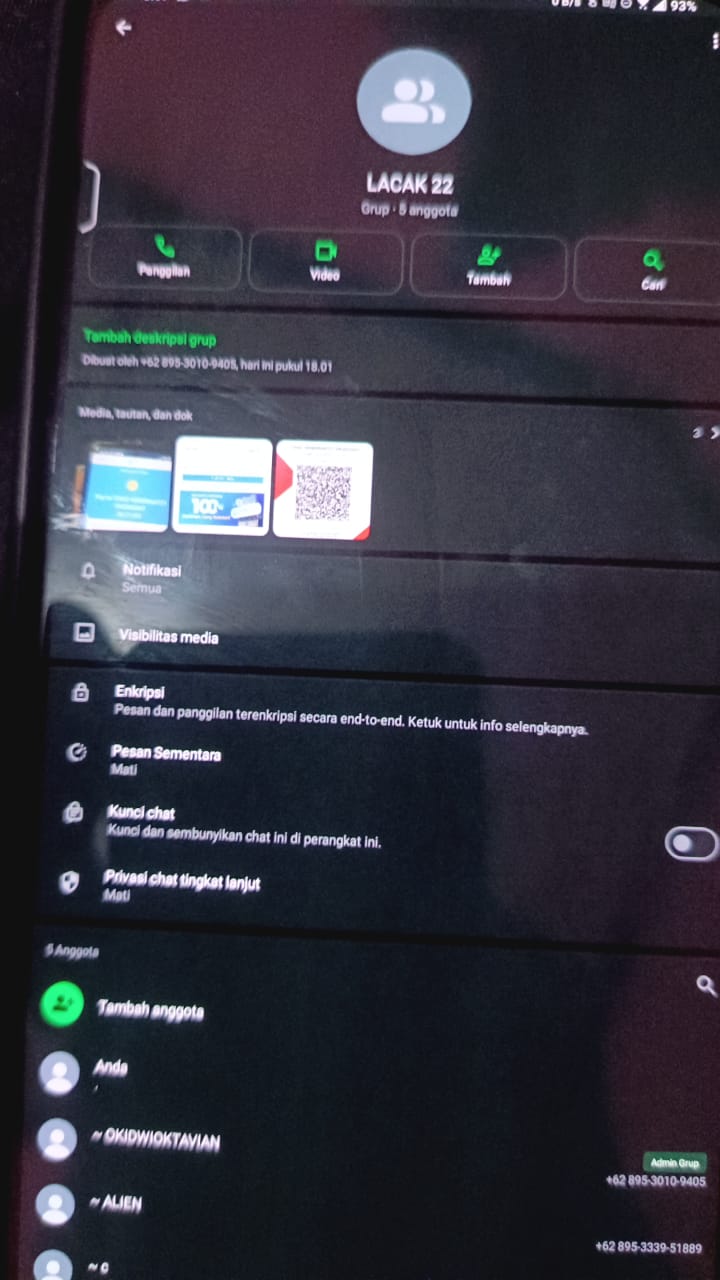 93%
LACAK 22
Grup · 5 anggota
Panggilan
Video
Tambah
Cari
Tambah deskripsi grup
Dibuat oleh +62 895-3010-9405, hari ini pukul 18.01
Media, tautan, dan dok
3
100%
Notifikasi
Semua
Visibilitas media
Enkripsi
Pesan dan panggilan terenkripsi secara end-to-end. Ketuk untuk info selengkapnya.
Pesan Sementara
Mati
Kunci chat
Kunci dan sembunyikan chat ini di perangkat ini.
Privasi chat tingkat lanjut
Mati
5 Anggota
Tambah anggota
Anda
~ OKIDWIOKTAVIAN
Admin Grup
+62 895-3010-9405
~ ALIEN
+62 895-3339-51889
~ C